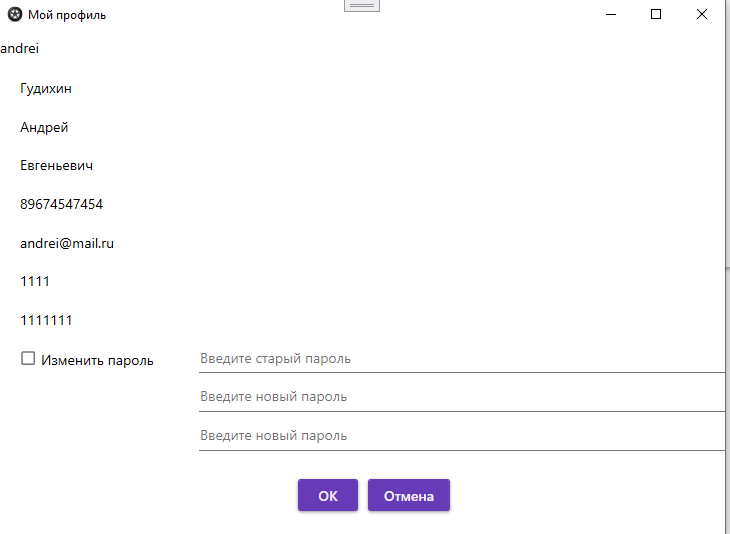 Мой профиль
andrei
Гудихин
Андрей
Евгеньевич
89674547454
andrei@mail.ru
1111
1111111
Изменить пароль
Введите старый пароль
Введите новый пароль
Введите новый пароль
ОК
Отмена